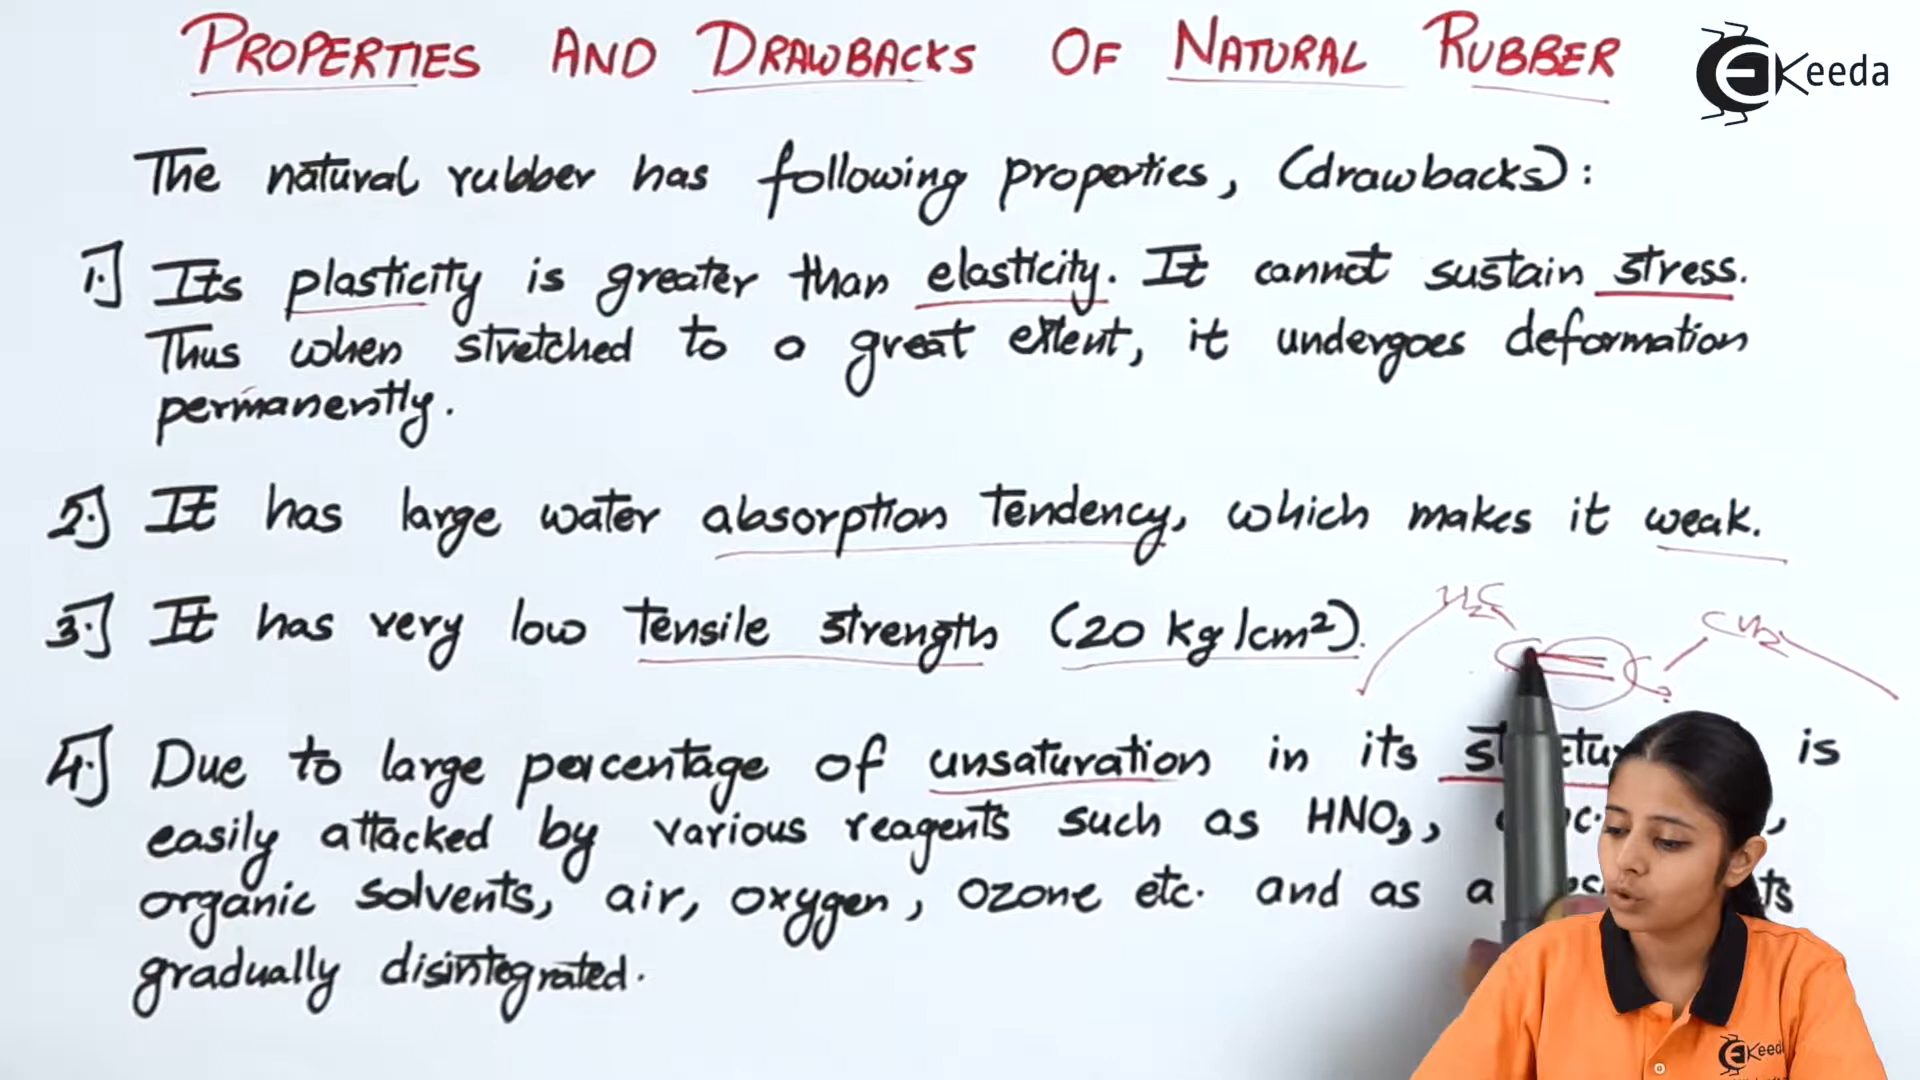 PROPERTIES AND DRAWBACKS OF NATURAL RUBBER
EKeeda
The natural rubber has following properties, (drawbacks):
1.] Its plasticity is greater than elasticity. It cannot sustain stress.
Thus when stretched to a great extent, it undergoes deformation
permanently.
2.] It has large water absorption tendency, which makes it weak.
3.] It has very low tensile strength (20 kg/cm²).
H₂C CH₂
C C
4.] Due to large percentage of unsaturation in its is
easily attacked by various reagents such as HNO₃,
organic solvents, air, oxygen, ozone etc. and as a
gradually disintegrated.
EKeeda